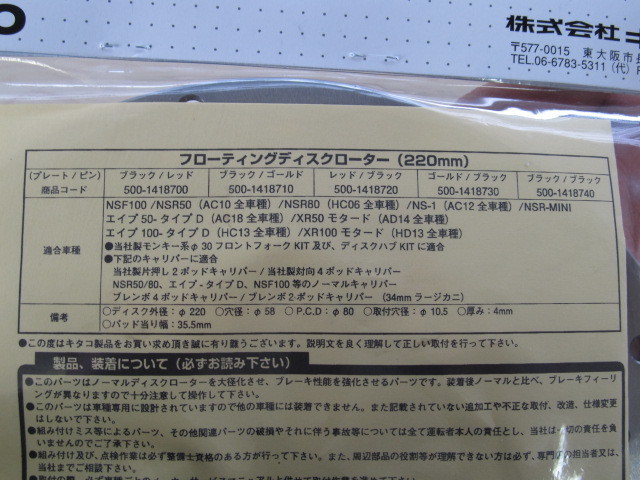 株式会社
〒577-0015 東大阪市長
TEL.06-6783-5311 (代) F
フローティングディスクローター（220mm）
(プレート / ピン) ブラック / レッド ブラック / ゴールド レッド / ブラック ゴールド / ブラック ブラック / ブラック
商品コード 500-1418700 500-1418710 500-1418720 500-1418730 500-1418790
適合車種
NSF100 /NSR50 (AC10 全車種) /NSR80 (HC06 全車種) /NS-1 (AC12 全車種) /NSR-MINI
エイプ 50- タイプ D (AC18 全車種) /XR50 モタード (AD14 全車種)
エイプ 100- タイプ D (HC13 全車種) /XR100 モタード (HD13 全車種)
●当社製モンキー系φ30 フロントフォーク KIT 及び、ディスクハブ KIT に適合
●下記のキャリパーに適合
当社製片押し 2 ポッドキャリパー / 当社製対向 4 ポッドキャリパー
NSR50/80、エイプ - タイプ D、NSF100 等のノーマルキャリパー
ブレンボ 4 ポッドキャリパー / ブレンボ 2 ポットキャリパー (34mm ラージカニ)
備考
○ディスク外径：φ220 ○穴径：φ58 ○P.C.D：φ80 ○取付穴径：φ10.5 ○厚み：4mm
○パッド当り幅：35.5mm
●この度はキタコ製品をお買い求め頂き誠に有り難うございます。説明文を良く理解して正しい取付を行って下さい。
製品、装着について（必ずお読み下さい）
●このパーツはノーマルディスクローターを大径化させ、ブレーキ性能を強化させるパーツです。装着後ノーマルと比べ、ブレーキフィーリ
ングが異なりますので十分注意して操作して下さい。
●このパーツは車種専用に設計されていますので他の車種には装着できません。また記載されていない追加工や不正な取付、改造、仕様変更
はしないで下さい。
●組み付けミス等によるパーツ、その他関連パーツの破損やそれに伴う事故等については全て運転者本人の責任とし、当社は一切の責任を負
いませんのでご了承下さい。
●組み付け及び、点検作業は必ず整備士資格のある方が行って下さい。また、周辺部品の役割等が理解できない方は必ず、専門店の担当者又は、
当社までご相談下さい。